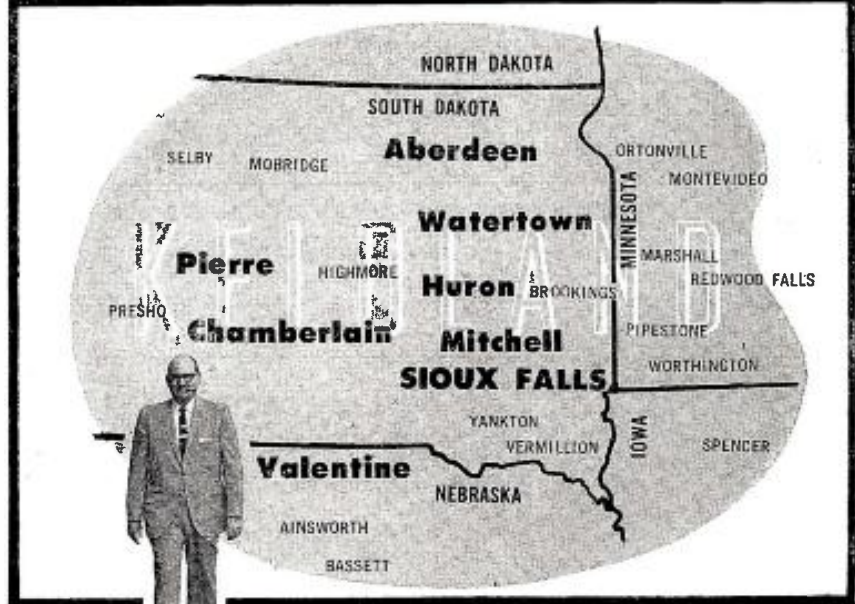 NORTH DAKOTA
SOUTH DAKOTA
Aberdeen
SELBY
MOBRIDGE
ORTONVILLE
MONTEVIDEO
MINNESOTA
Watertown
KELOLAND
Pierre
HIGHMORE
Huron
BROOKINGS
MARSHALL
REDWOOD FALLS
PRESHO
Chamberlain
Mitchell
PIPESTONE
SIOUX FALLS
WORTHINGTON
YANKTON
VERMILLION
IOWA
SPENCER
Valentine
NEBRASKA
AINSWORTH
BASSETT